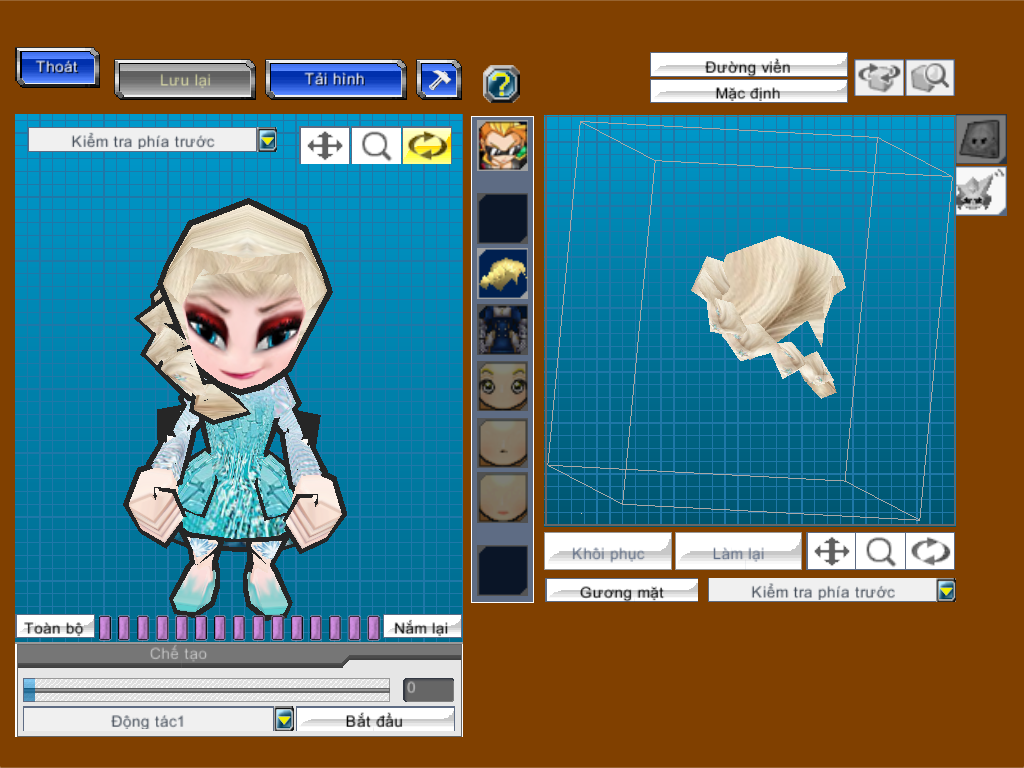 Thoát
Lưu lại
Tải hình
?
Đường viền
Mặc định
Kiểm tra phía trước
Khôi phục
Làm lại
Gương mặt
Kiểm tra phía trước
Toàn bộ
Nắm lại
Chế tạo
0
Động tác1
Bắt đầu